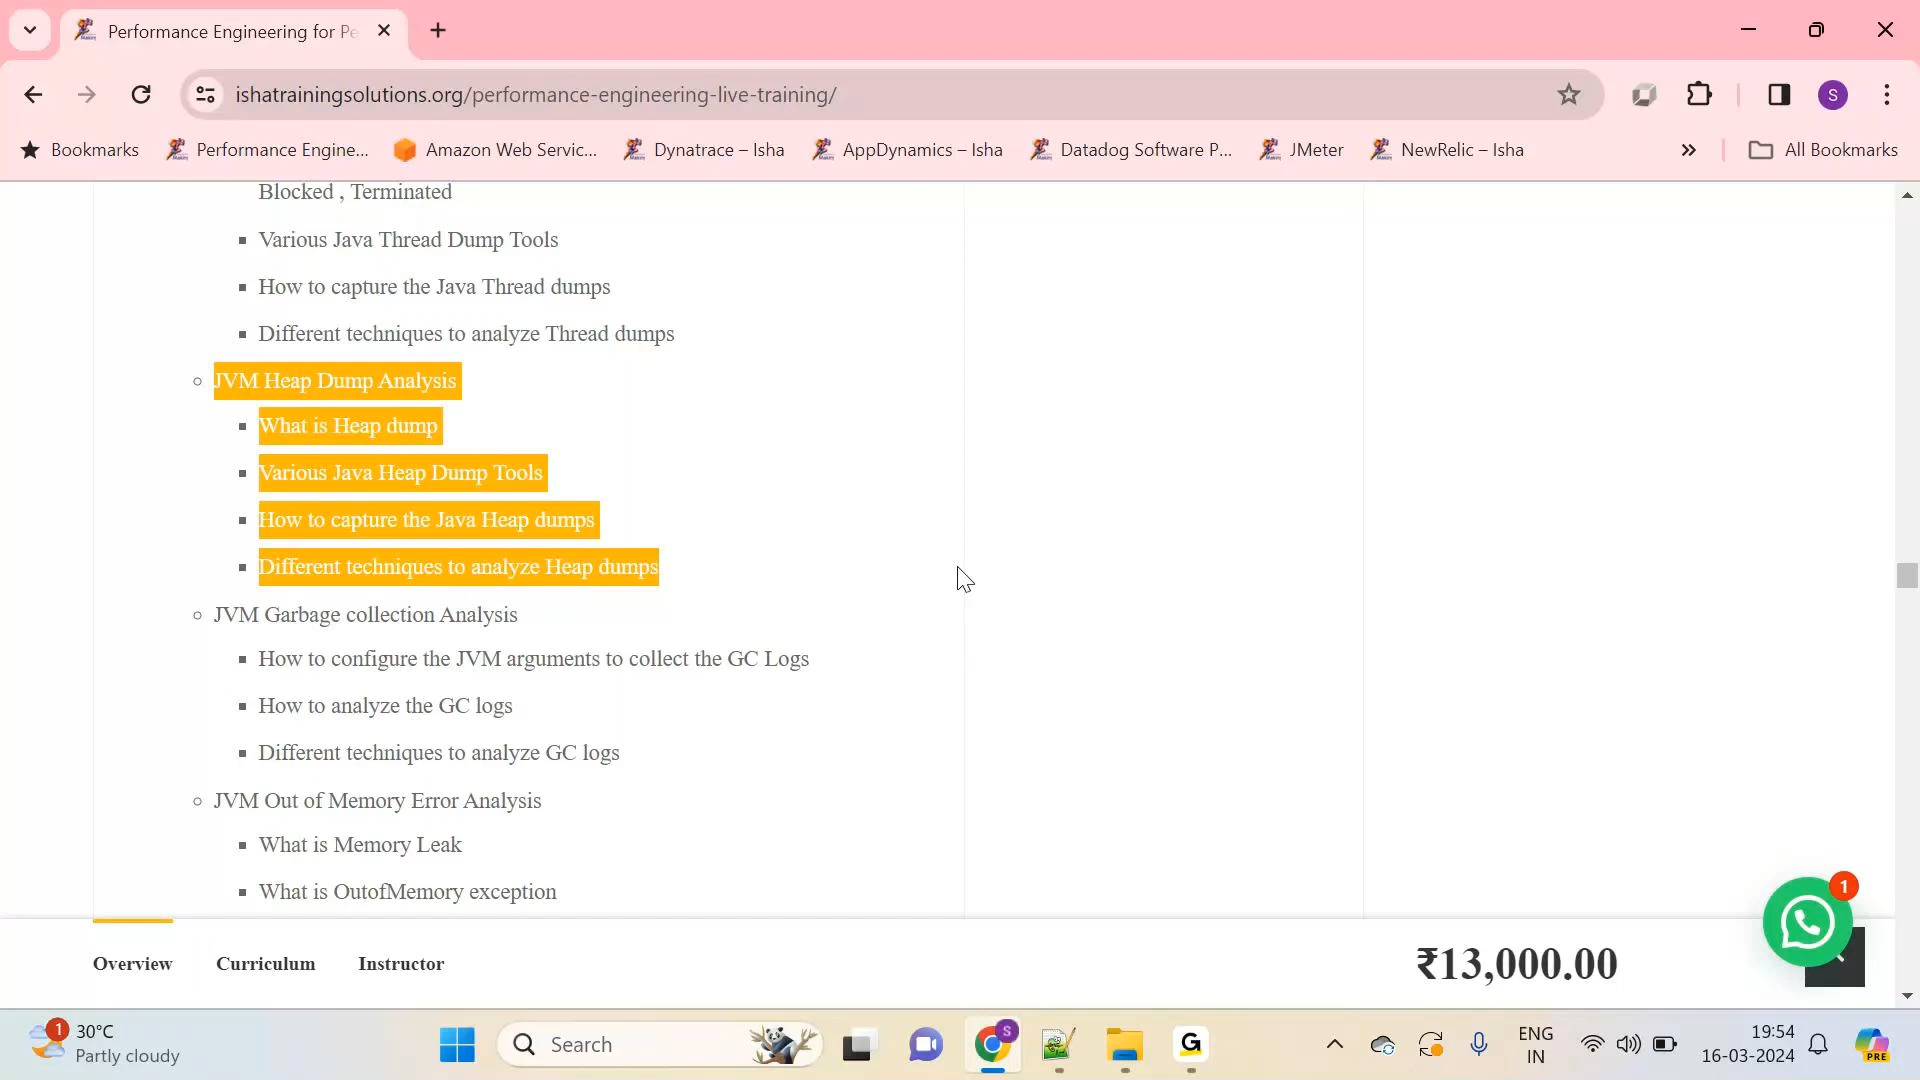 Performance Engineering for Pe
ishatrainingsolutions.org/performance-engineering-live-training/
S
Bookmarks
Performance Engine...
Amazon Web Servic...
Dynatrace – Isha
AppDynamics – Isha
Datadog Software P...
JMeter
NewRelic – Isha
All Bookmarks
Blocked , Terminated
Various Java Thread Dump Tools
How to capture the Java Thread dumps
Different techniques to analyze Thread dumps
JVM Heap Dump Analysis
What is Heap dump
Various Java Heap Dump Tools
How to capture the Java Heap dumps
Different techniques to analyze Heap dumps
JVM Garbage collection Analysis
How to configure the JVM arguments to collect the GC Logs
How to analyze the GC logs
Different techniques to analyze GC logs
JVM Out of Memory Error Analysis
What is Memory Leak
What is OutofMemory exception
1
Overview
Curriculum
Instructor
₹13,000.00
1
30°C
Partly cloudy
Search
S
G
ENG
IN
19:54
16-03-2024
PRE